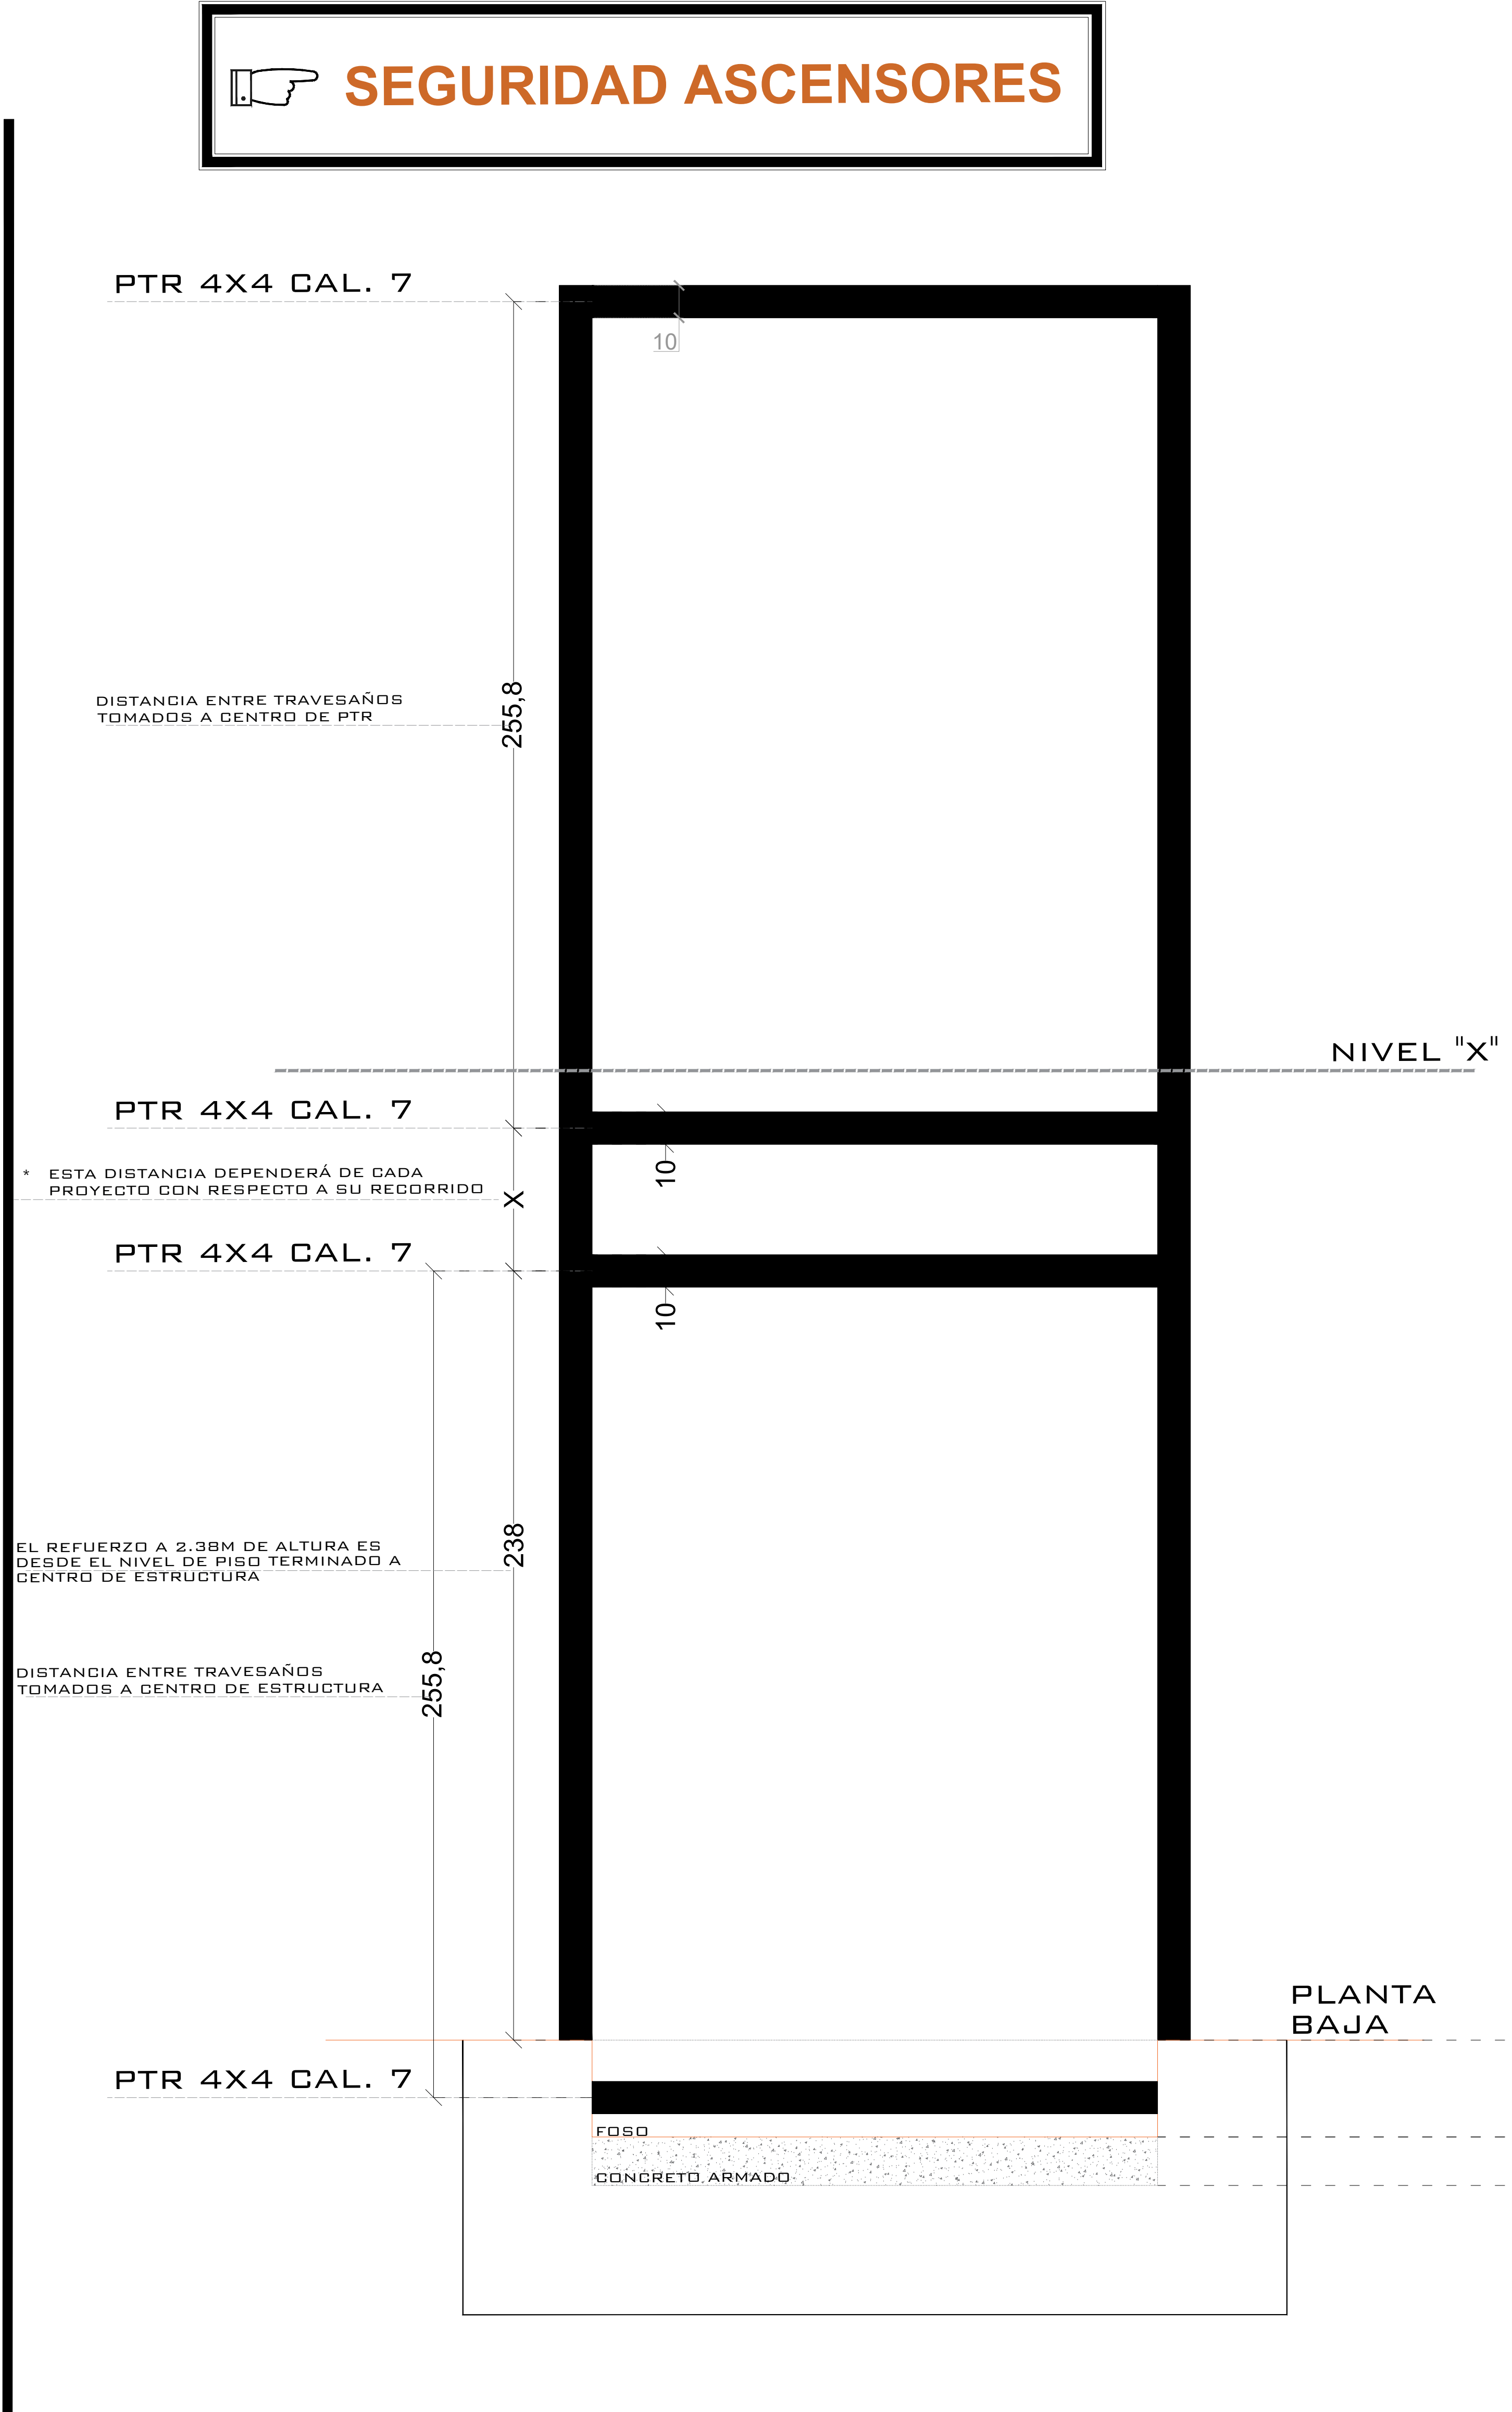 SEGURIDAD ASCENSORES
PTR 4X4 CAL. 7
10
DISTANCIA ENTRE TRAVESAÑOS
TOMADOS A CENTRO DE PTR
255,8
NIVEL "X"
PTR 4X4 CAL. 7
* ESTA DISTANCIA DEPENDERÁ DE CADA
PROYECTO CON RESPECTO A SU RECORRIDO
X
10
PTR 4X4 CAL. 7
10
EL REFUERZO A 2.38M DE ALTURA ES
DESDE EL NIVEL DE PISO TERMINADO A
CENTRO DE ESTRUCTURA
238
DISTANCIA ENTRE TRAVESAÑOS
TOMADOS A CENTRO DE ESTRUCTURA
255,8
PLANTA
BAJA
PTR 4X4 CAL. 7
FOSO
CONCRETO ARMADO